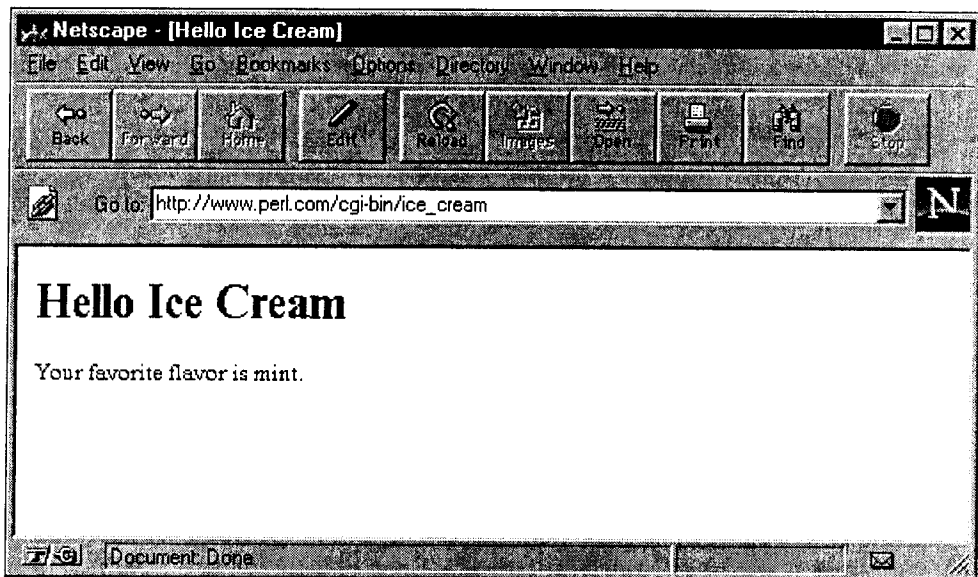 Netscape - [Hello Ice Cream]
File Edit View Go Bookmarks Options Directory Window Help
Back Forward Home Edit Reload Images Open Print Find Stop
Go to: http://www.perl.com/cgi-bin/ice_cream
N
Hello Ice Cream
Your favorite flavor is mint.
Document: Done